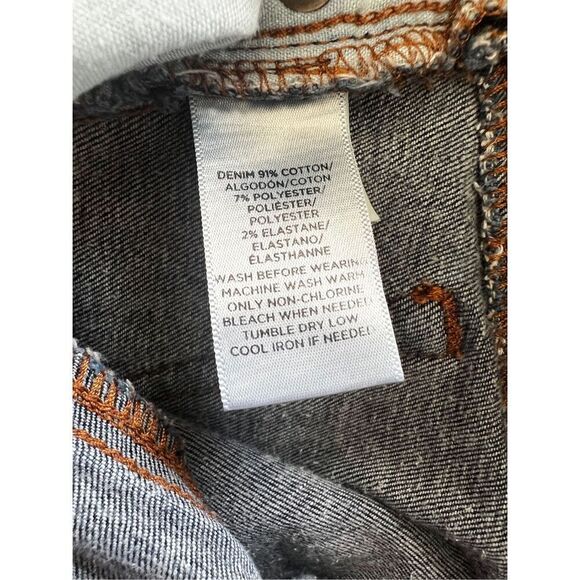 DENIM 91% COTTON/
ALGODÓN/COTON
7% POLYESTER/
POLIÉSTER/
POLYESTER
2% ELASTANE/
ELASTANO/
ÉLASTHANNE
WASH BEFORE WEARING
MACHINE WASH WARM
ONLY NON-CHLORINE
BLEACH WHEN NEEDED
TUMBLE DRY LOW
COOL IRON IF NEEDED